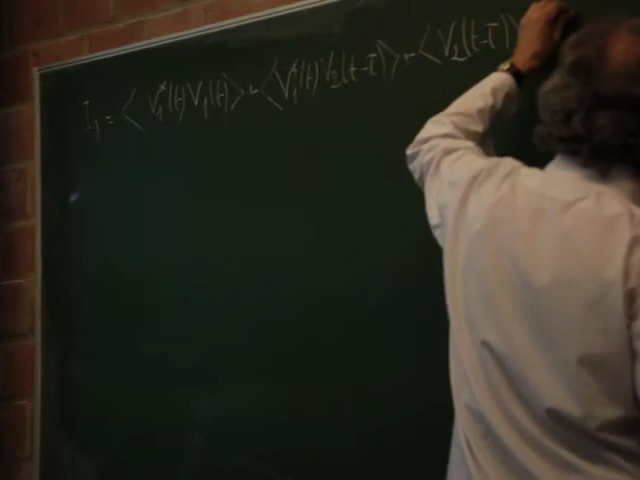 I₁ = ⟨ V₁*(t) V₁(t) ⟩ + ⟨ V₁*(t) V₂(t-τ) ⟩ + ⟨ V₂(t-τ)